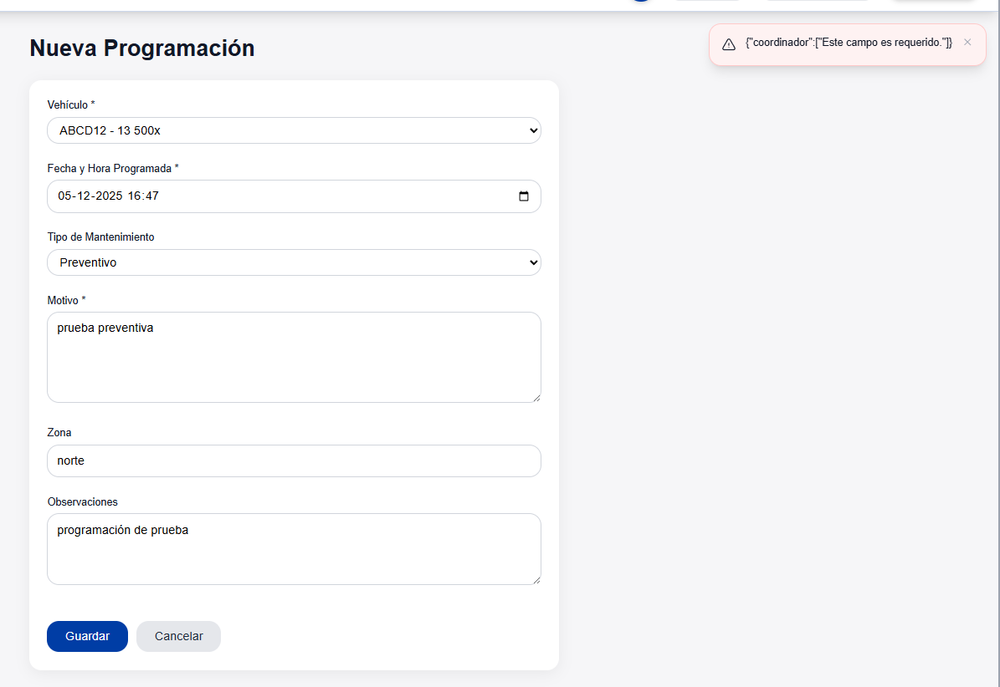 Nueva Programación
{"coordinador":["Este campo es requerido."]}
Vehículo *
ABCD12 - 13 500x
Fecha y Hora Programada *
05-12-2025 16:47
Tipo de Mantenimiento
Preventivo
Motivo *
prueba preventiva
Zona
norte
Observaciones
programación de prueba
Guardar
Cancelar